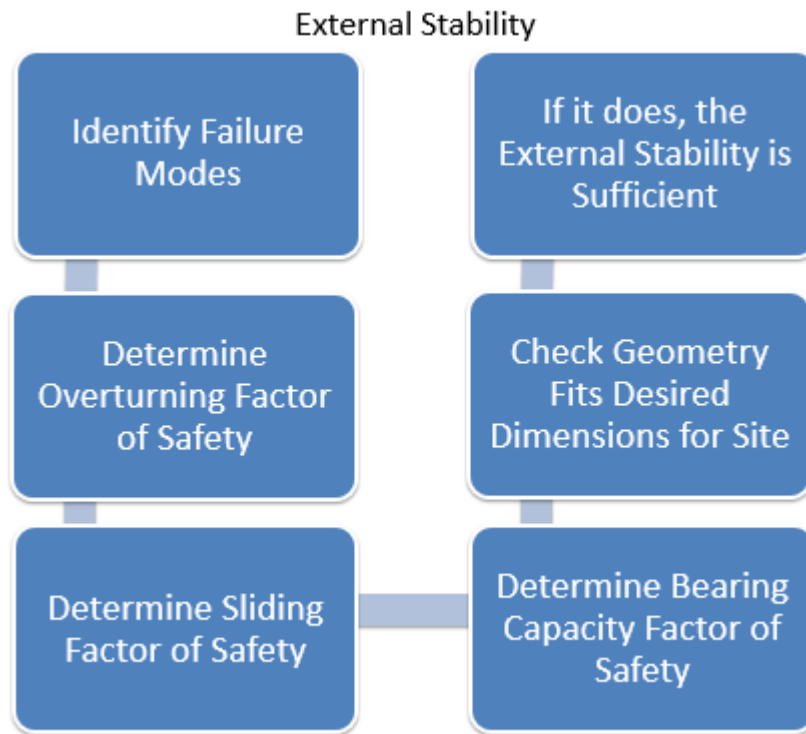 External Stability
Identify Failure
Modes
Determine
Overturning Factor
of Safety
Determine Sliding
Factor of Safety
Determine Bearing
Capacity Factor of
Safety
Check Geometry
Fits Desired
Dimensions for Site
If it does, the
External Stability is
Sufficient